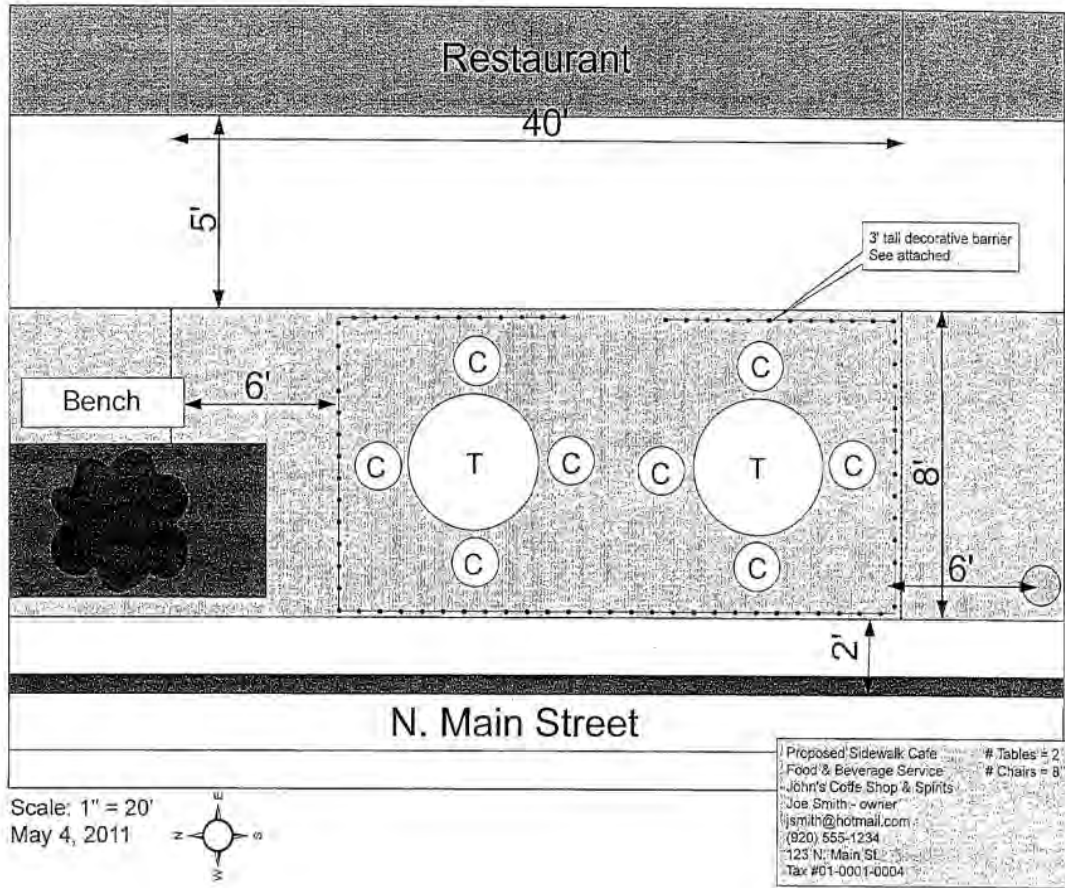 Restaurant
40'
5'
3' tall decorative barrier
See attached
C
C
Bench
6'
C
T
C
C
T
C
8'
C
C
6'
2'
N. Main Street
Proposed Sidewalk Cafe
# Tables = 2
Food & Beverage Service
# Chairs = 8
John's Coffe Shop & Spirits
Joe Smith - owner
jsmith@hotmail.com
(920) 555-1234
123 N. Main St.
Tax #01-0001-0004
Scale: 1" = 20'
May 4, 2011
E
N
S
W